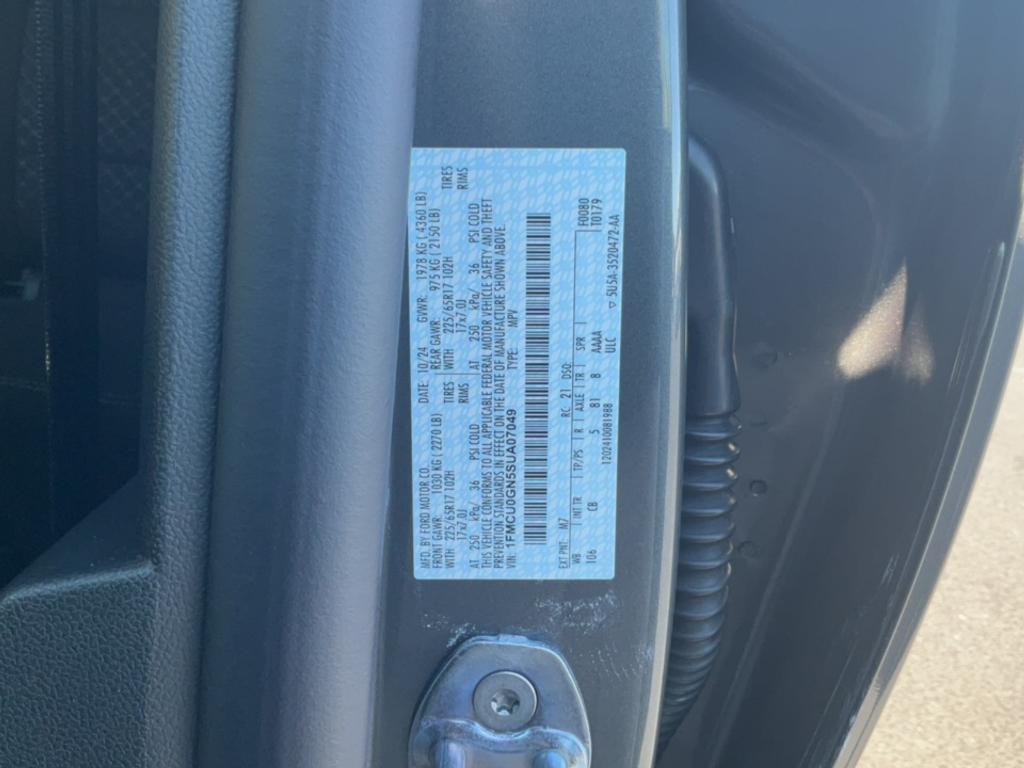 MFD. BY FORD MOTOR CO. DATE: 10/24 GVWR: 1978 KG ( 4360 LB)
FRONT GAWR: 1030 KG ( 2270 LB) REAR GAWR: 975 KG ( 2150 LB)
WITH 225/65R17 102H TIRES WITH 225/65R17 102H TIRES
17x7.0J RIMS 17x7.0J RIMS
AT 250 kPa/ 36 PSI COLD AT 250 kPa/ 36 PSI COLD
THIS VEHICLE CONFORMS TO ALL APPLICABLE FEDERAL MOTOR VEHICLE SAFETY AND THEFT
PREVENTION STANDARDS IN EFFECT ON THE DATE OF MANUFACTURE SHOWN ABOVE.
VIN: 1FMCU0GN5SUA07049 TYPE: MPV
EXT PNT: M7 RC: 21 DSO: F0080
WB | INT TR | TP/PS | R | AXLE | TR | SPR | T0179
106 CB 5 81 8 AAAA
1202410081988 ULC ▽ 5U5A-3520472-AA